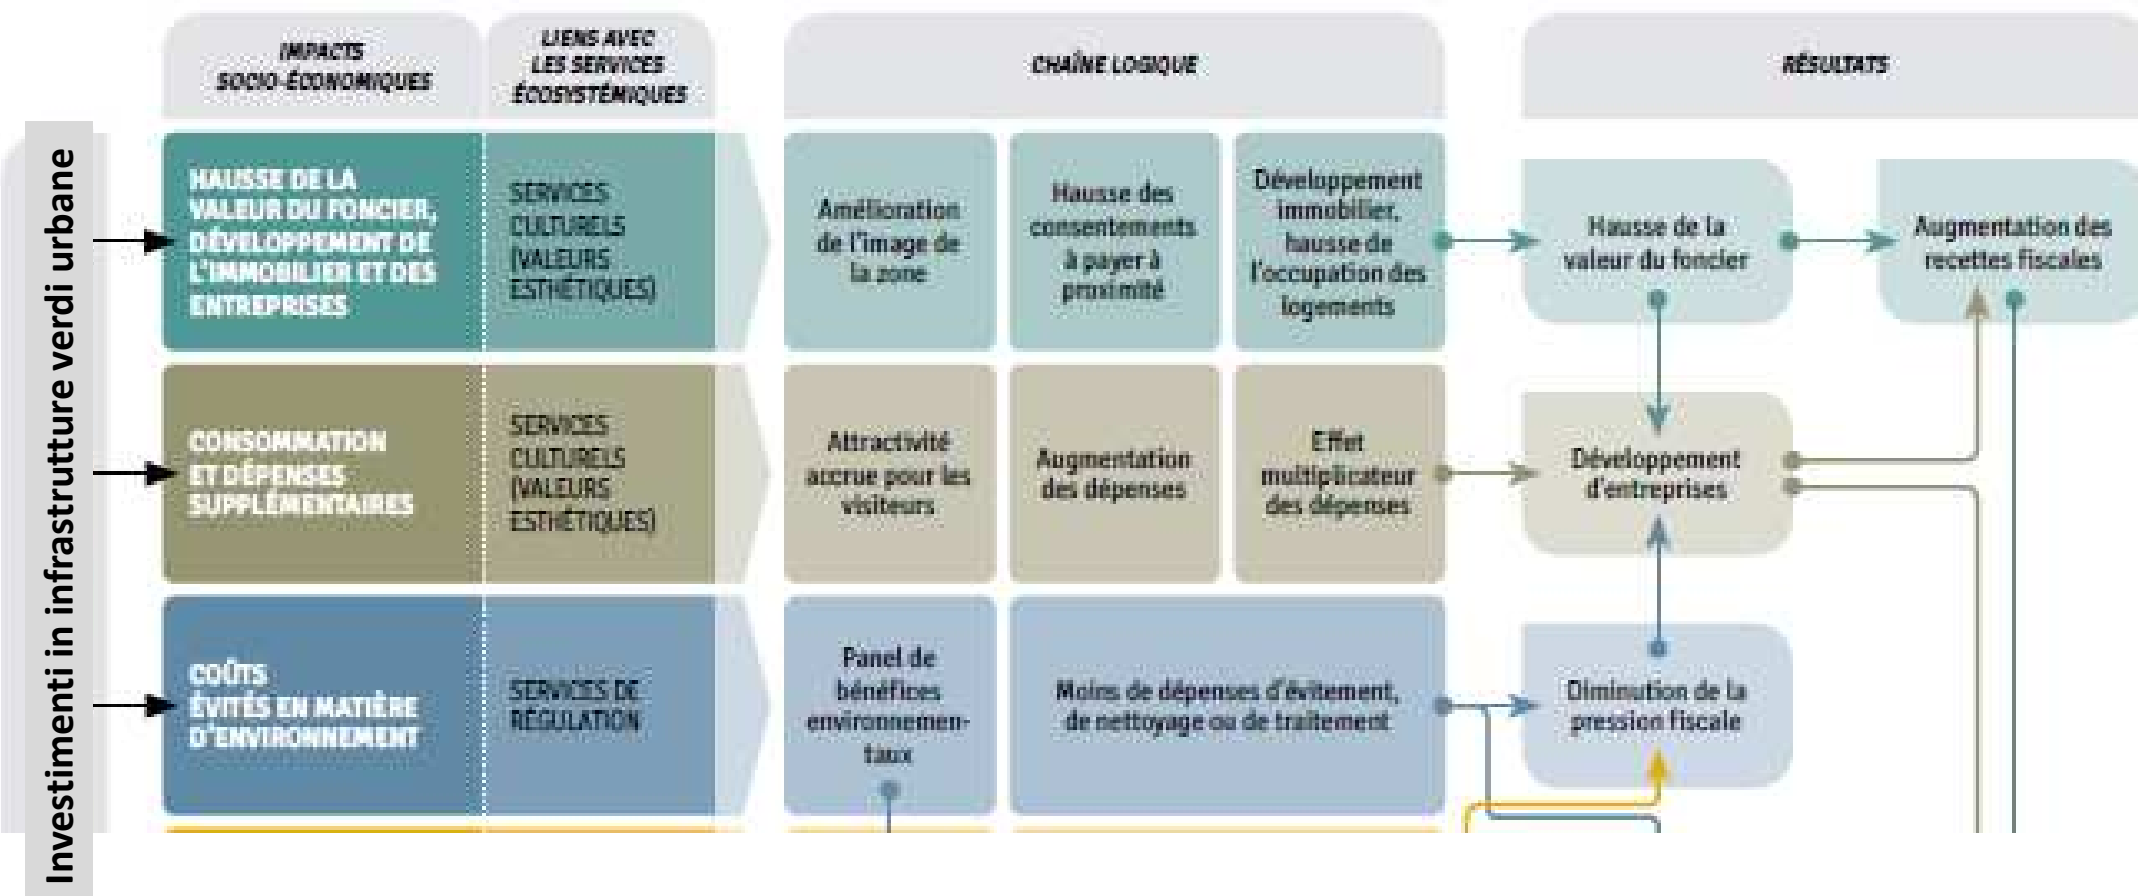 IMPACTS
SOCIO-ÉCONOMIQUES
LIENS AVEC
LES SERVICES
ÉCOSYSTÉMIQUES
CHAÎNE LOGIQUE
RÉSULTATS
Investimenti in infrastrutture verdi urbane
HAUSSE DE LA
VALEUR DU FONCIER,
DÉVELOPPEMENT DE
L'IMMOBILIER ET DES
ENTREPRISES
SERVICES
CULTURELS
(VALEURS
ESTHÉTIQUES)
Amélioration
de l'image de
la zone
Hausse des
consentements
à payer à
proximité
Développement
immobilier,
hausse de
l'occupation des
logements
Hausse de la
valeur du foncier
Augmentation des
recettes fiscales
CONSOMMATION
ET DÉPENSES
SUPPLÉMENTAIRES
SERVICES
CULTURELS
(VALEURS
ESTHÉTIQUES)
Attractivité
accrue pour les
visiteurs
Augmentation
des dépenses
Effet
multiplicateur
des dépenses
Développement
d'entreprises
COÛTS
ÉVITÉS EN MATIÈRE
D'ENVIRONNEMENT
SERVICES DE
RÉGULATION
Panel de
bénéfices
environnemen-
taux
Moins de dépenses d'évitement,
de nettoyage ou de traitement
Diminution de la
pression fiscale